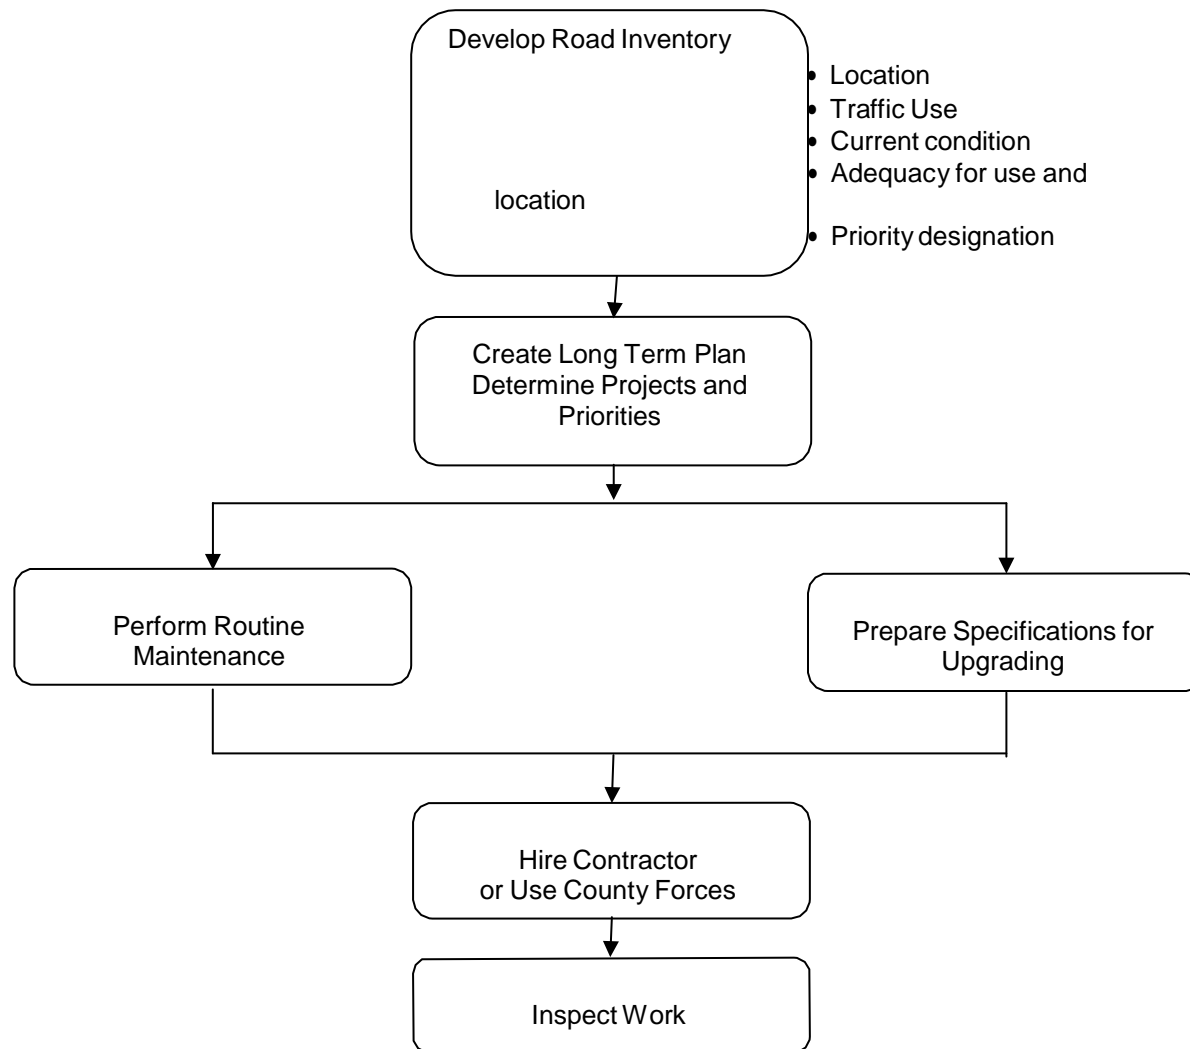 Develop Road Inventory
• Location
• Traffic Use
• Current condition
• Adequacy for use and
location
• Priority designation
Create Long Term Plan
Determine Projects and
Priorities
Perform Routine
Maintenance
Prepare Specifications for
Upgrading
Hire Contractor
or Use County Forces
Inspect Work